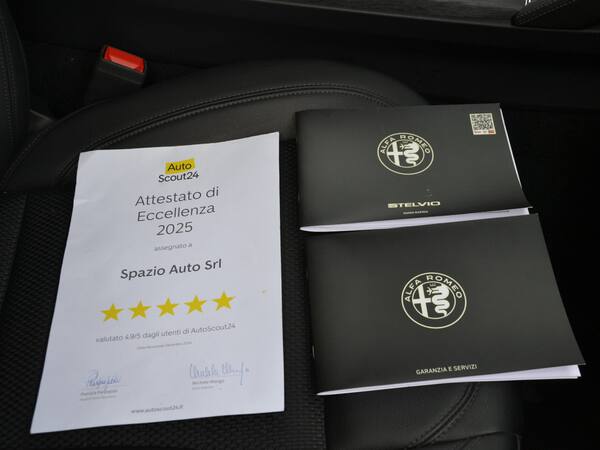 Auto
Scout24
Attestato di
Eccellenza
2025
assegnato a
Spazio Auto Srl
valutato 4.9/5 dagli utenti di AutoScout24
www.autoscout24.it
ALFA ROMEO
STELVIO
ALFA ROMEO
GARANZIA E SERVIZI